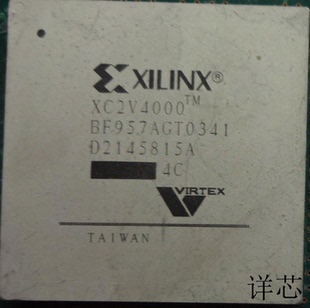 XILINX®
XC2V4000™
BF957AGT0341
D2145815A
4C
VIRTEX
TAIWAN
详芯